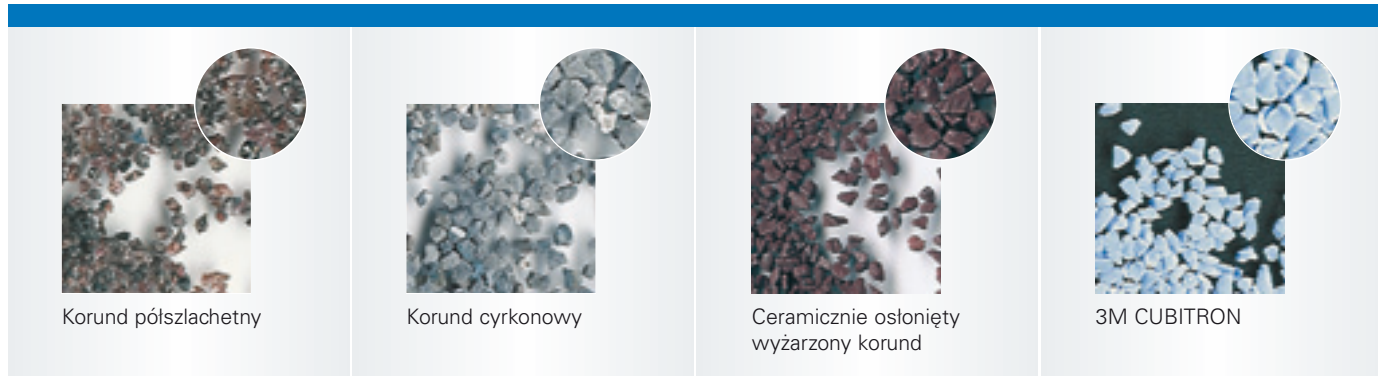 Korund półszlachetny
Korund cyrkonowy
Ceramicznie osłonięty
wyżarzony korund
3M CUBITRON